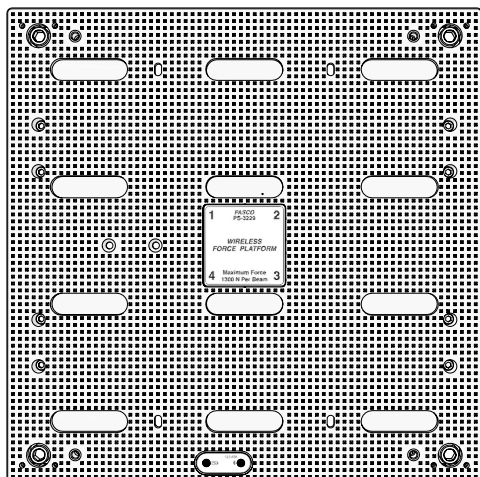 1 PASCO 2
PS-3229
WIRELESS
FORCE PLATFORM
4 Maximum Force 3
1300 N Per Beam